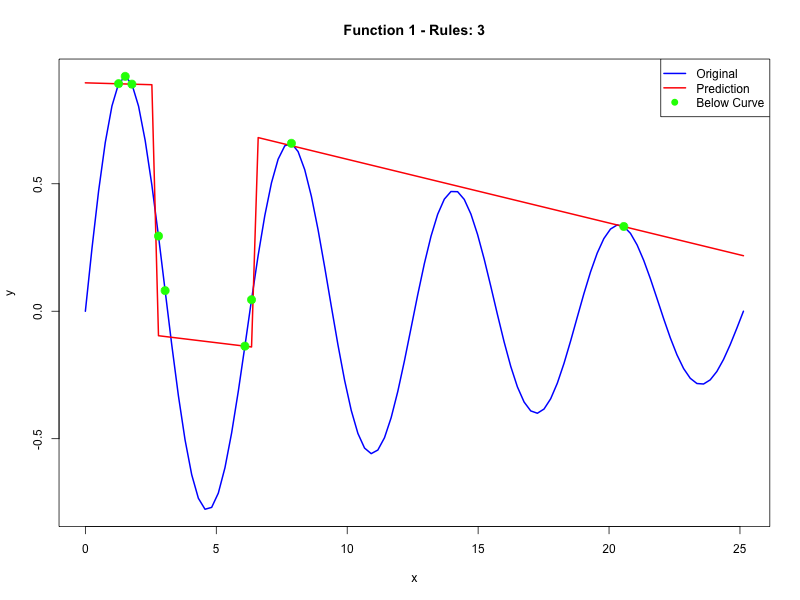 Function 1 - Rules: 3
Original
Prediction
Below Curve
y
0.5
0.0
-0.5
0 5 10 15 20 25
x